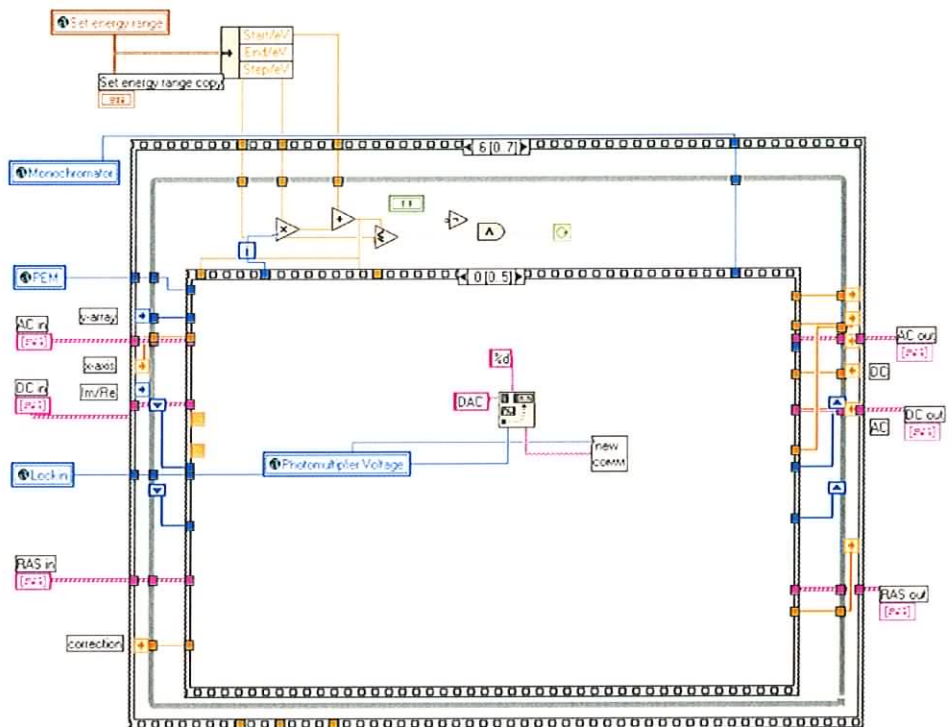 Set energy range
Start/eV
End/eV
Step/eV
Set energy range copy
6 [0..7]
Monochromator
i
0 [0..5]
PEM
y-array
AC in
x-axis
Im/Re
DC in
%d
DAC
new
COMM
Photomultiplier Voltage
Lock in
RAS in
correction
AC out
DC
DC out
AC
RAS out